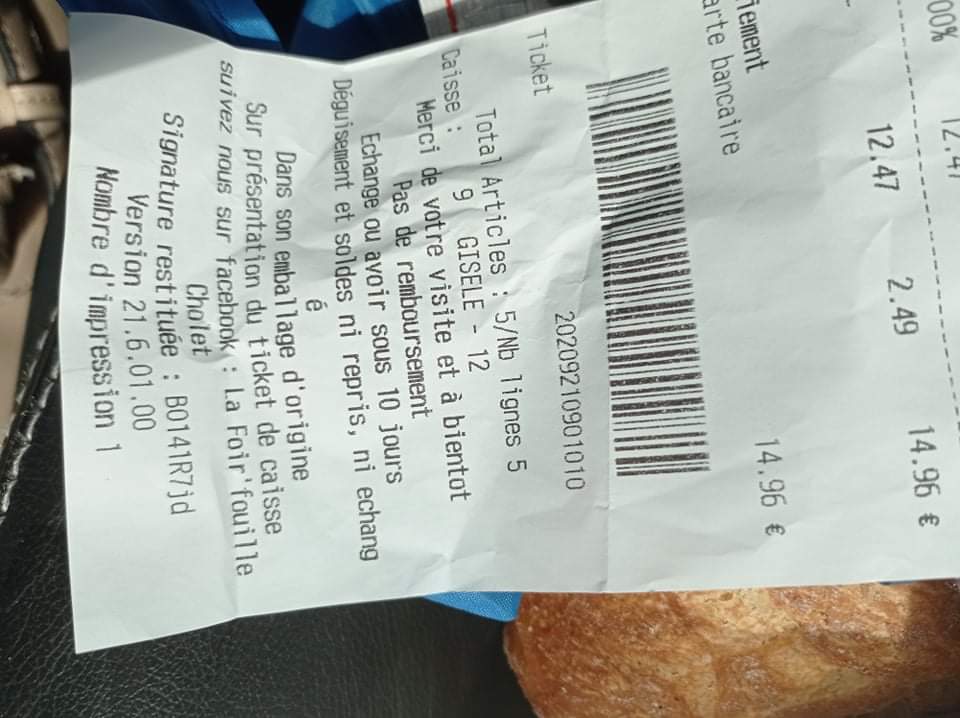 00% 12.47
12.47 2.49 14.96 €
arte bancaire 14.96 €
Ticket 20209210901010
Total Articles : 5/Nb lignes 5
Caisse : 9 GISELE - 12
Merci de votre visite et à bientot
Pas de remboursement
Echange ou avoir sous 10 jours
Déguisement et soldes ni repris, ni echang
é
Dans son emballage d'origine
Sur présentation du ticket de caisse
suivez nous sur facebook : La Foir'fouille
Cholet
Signature restituée : B0141R7jd
Version 21.6.01.00
Nombre d'impression 1